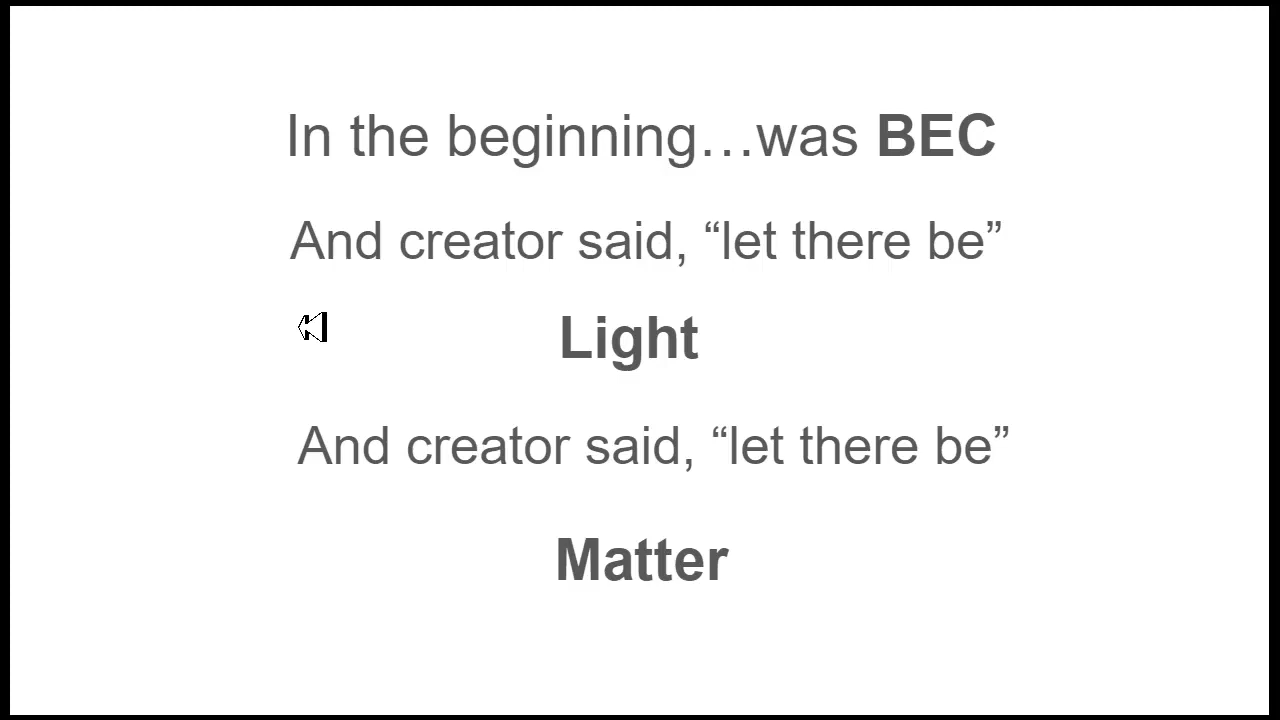 In the beginning…was BEC
And creator said, “let there be”
Light
And creator said, “let there be”
Matter